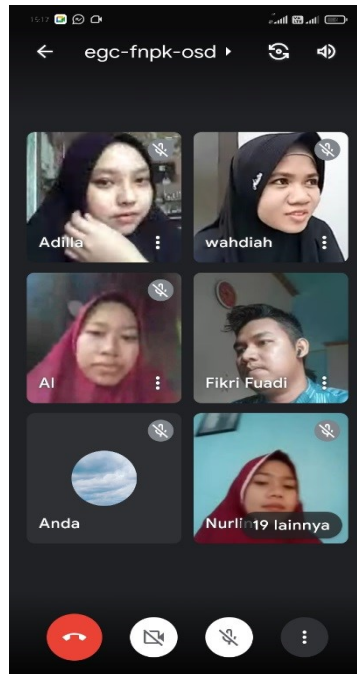 egc-fnpk-osd
Adilla
wahdiah
Al
Fikri Fuadi
Anda
Nurlin
19 lainnya